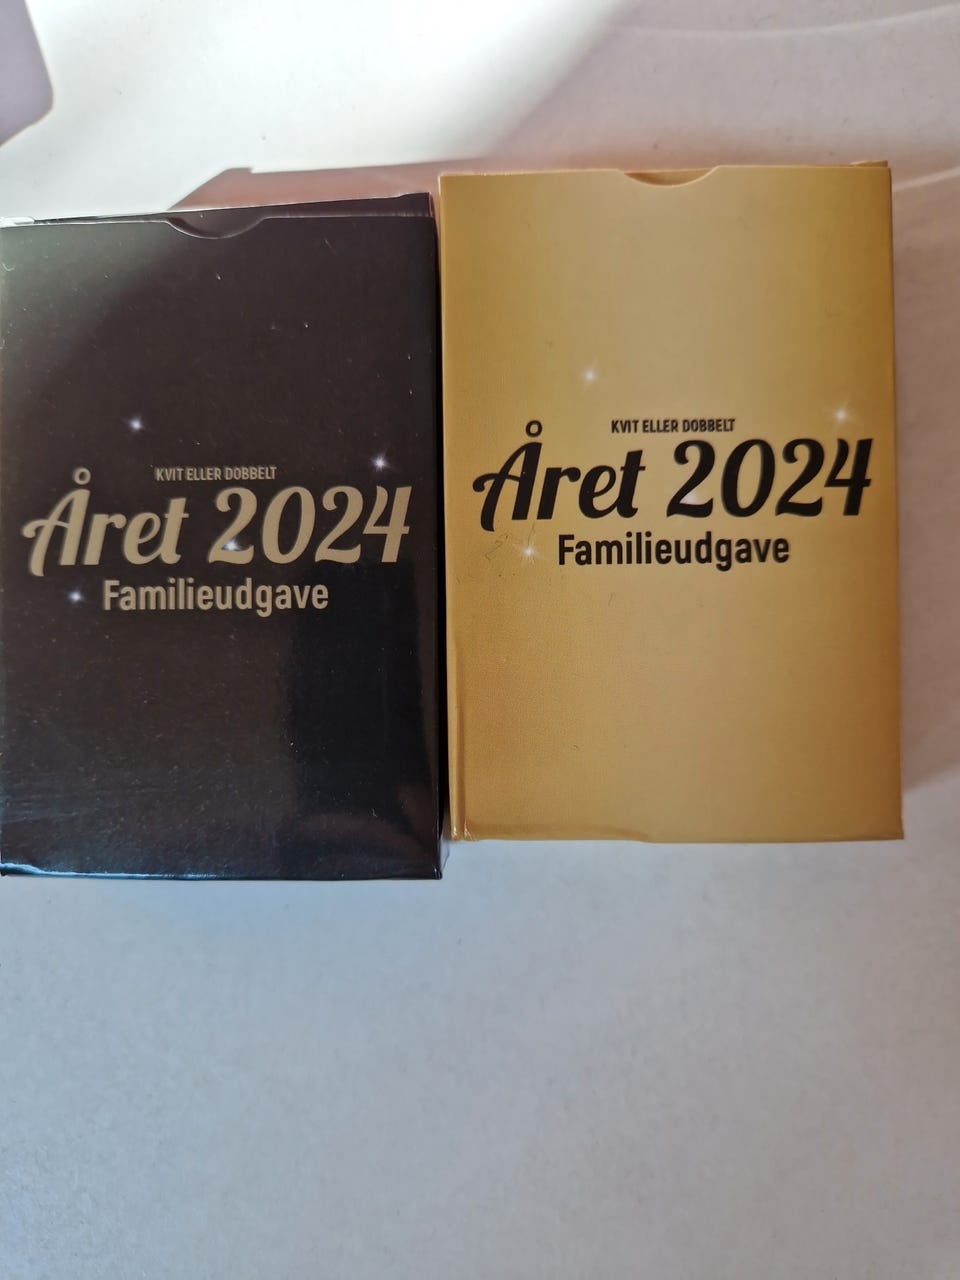 KVIT ELLER DOBBELT
Året 2024
Familieudgave
KVIT ELLER DOBBELT
Året 2024
Familieudgave